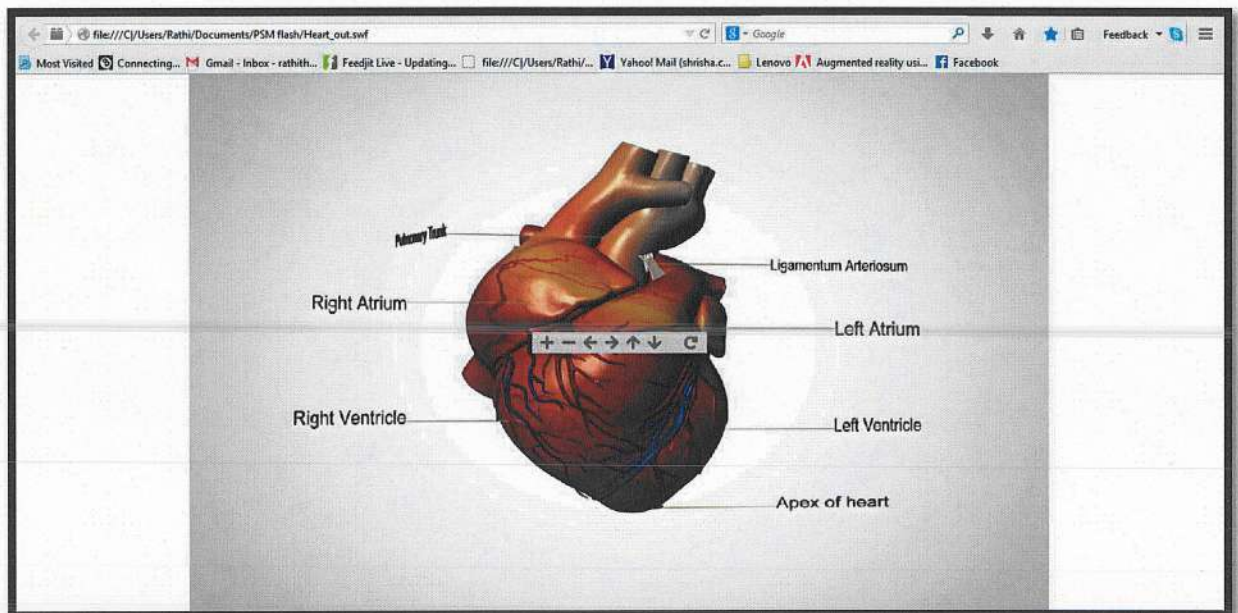 file:///C|/Users/Rathi/Documents/PSM flash/Heart_out.swf
Google
Feedback
Most Visited Connecting... Gmail - Inbox - rathith... Feedjit Live - Updating... file:///C|/Users/Rathi/... Yahoo! Mail (shrisha.c... Lenovo Augmented reality usi... Facebook
Pulmonary Trunk
Ligamentum Arteriosum
Right Atrium
Left Atrium
Right Ventricle
Left Ventricle
Apex of heart